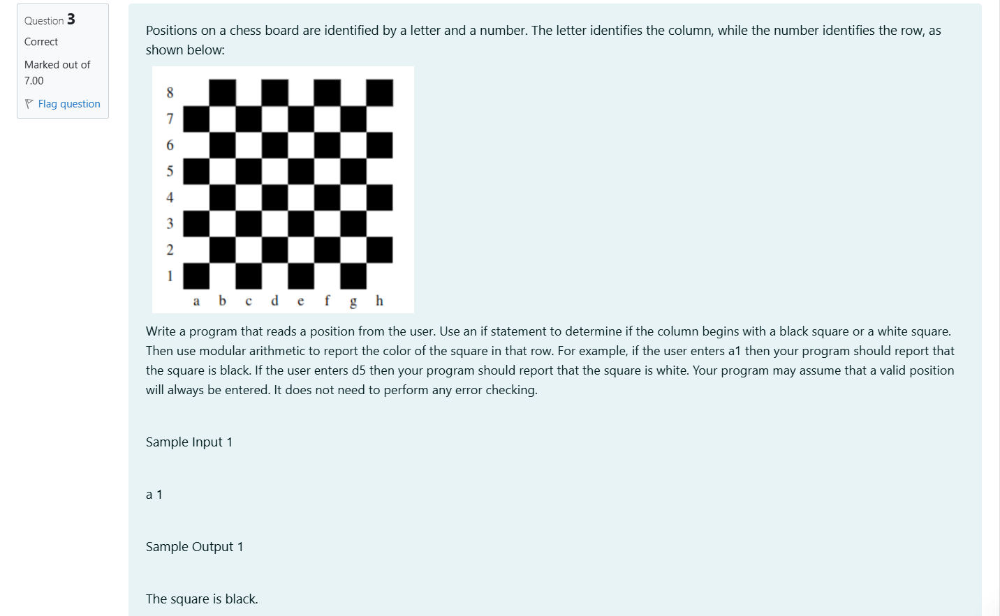 Question 3
Correct
Marked out of
7.00
Flag question
Positions on a chess board are identified by a letter and a number. The letter identifies the column, while the number identifies the row, as
shown below:
8
7
6
5
4
3
2
1
a b c d e f g h
Write a program that reads a position from the user. Use an if statement to determine if the column begins with a black square or a white square.
Then use modular arithmetic to report the color of the square in that row. For example, if the user enters a1 then your program should report that
the square is black. If the user enters d5 then your program should report that the square is white. Your program may assume that a valid position
will always be entered. It does not need to perform any error checking.
Sample Input 1
a 1
Sample Output 1
The square is black.